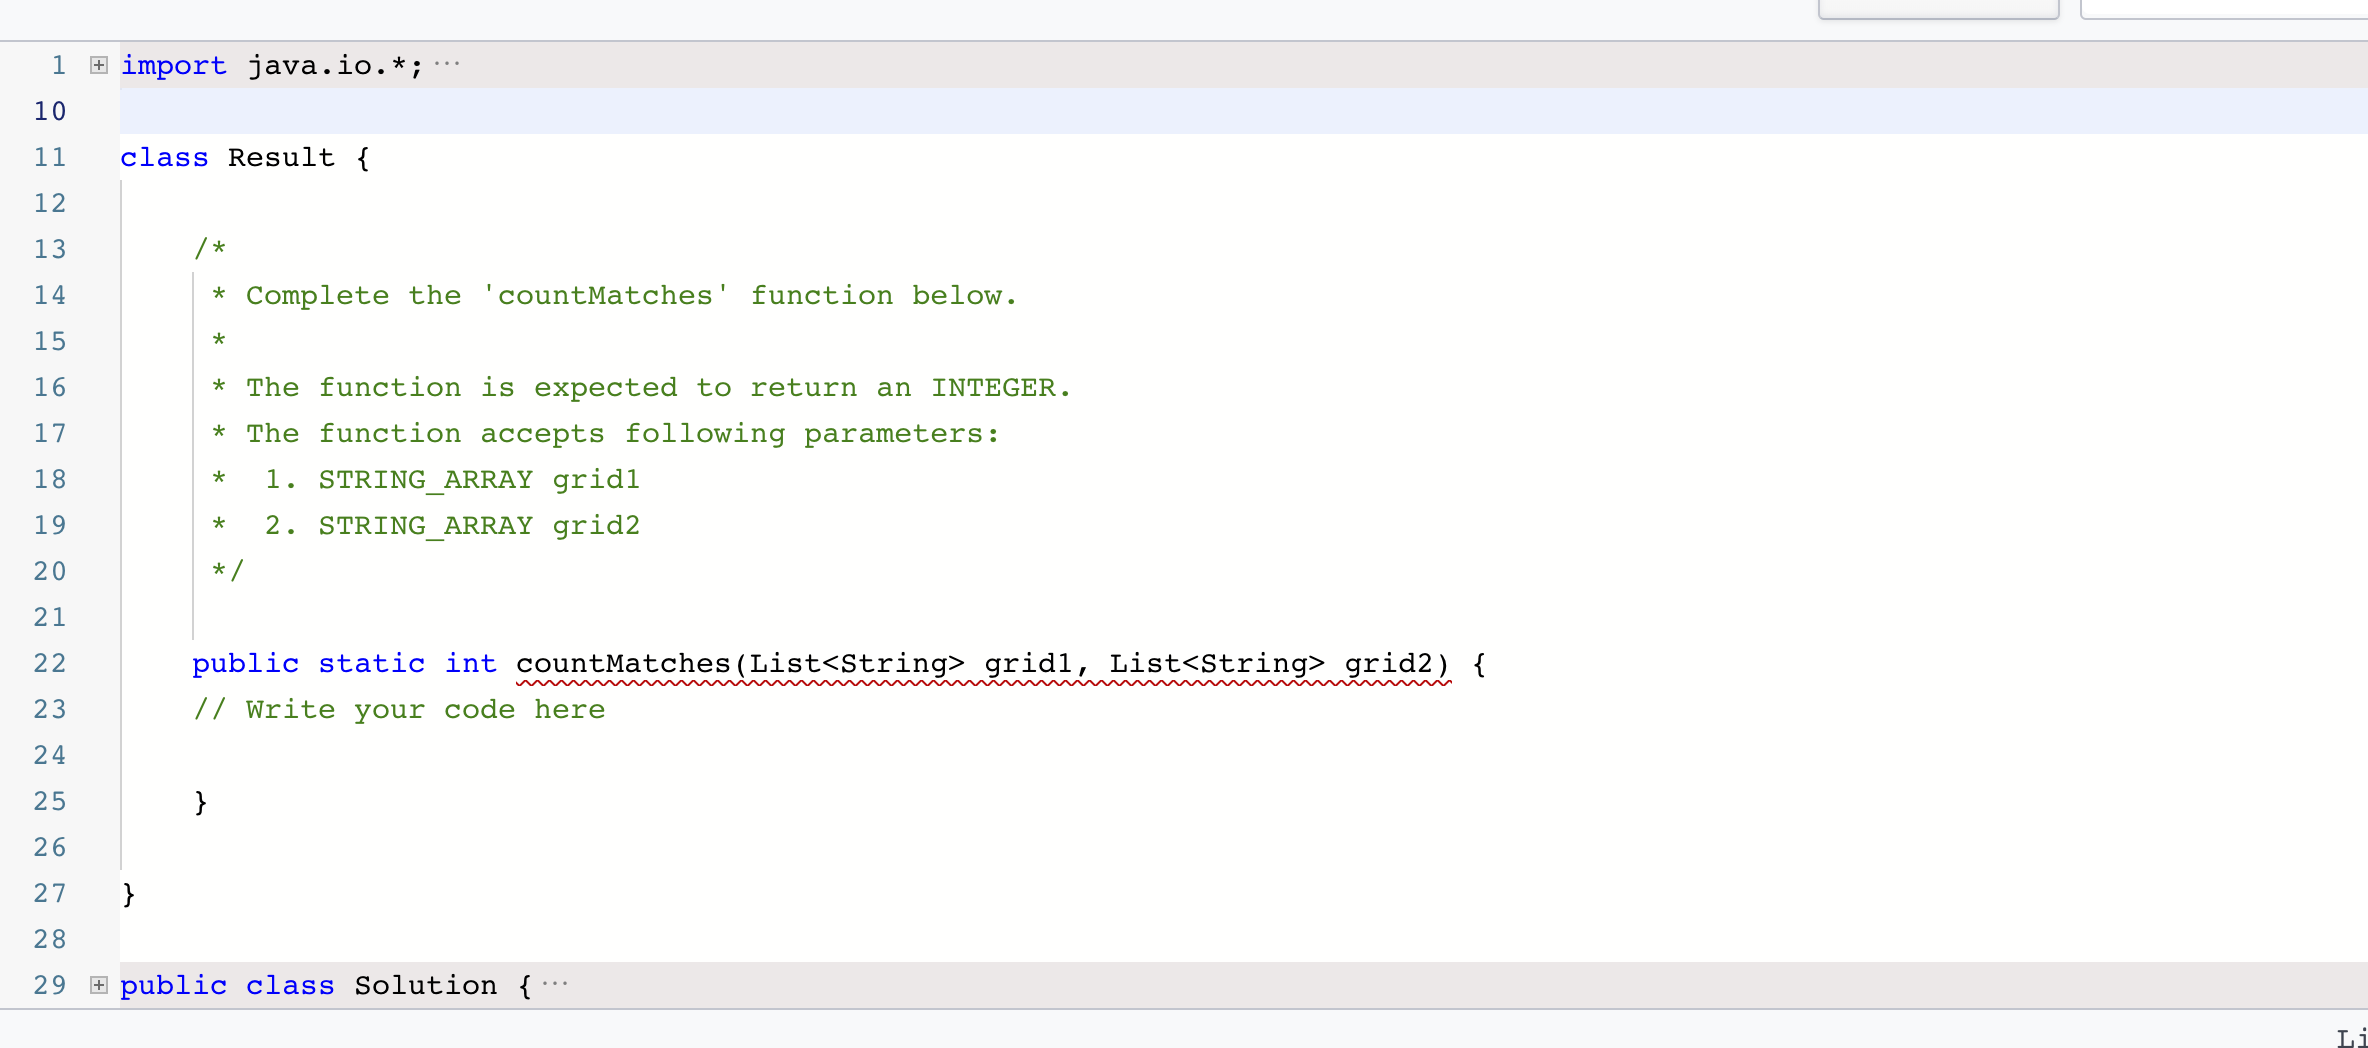 1 import java.io.*;···
10
11 class Result {
12
13 /*
14 * Complete the 'countMatches' function below.
15 *
16 * The function is expected to return an INTEGER.
17 * The function accepts following parameters:
18 *  1. STRING_ARRAY grid1
19 *  2. STRING_ARRAY grid2
20 */
21
22 public static int countMatches(List<String> grid1, List<String> grid2) {
23 // Write your code here
24
25 }
26
27 }
28
29 public class Solution {···